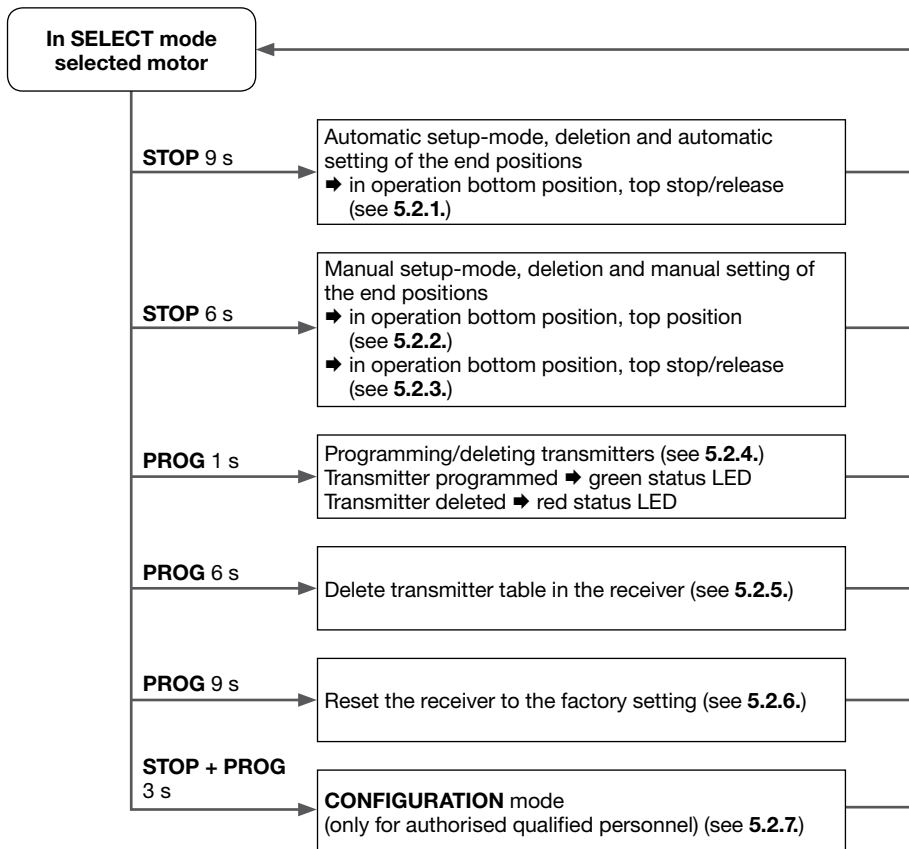 In SELECT mode
selected motor
STOP 9 s
Automatic setup-mode, deletion and automatic
setting of the end positions
➡ in operation bottom position, top stop/release
(see 5.2.1.)
STOP 6 s
Manual setup-mode, deletion and manual setting of
the end positions
➡ in operation bottom position, top position
(see 5.2.2.)
➡ in operation bottom position, top stop/release
(see 5.2.3.)
PROG 1 s
Programming/deleting transmitters (see 5.2.4.)
Transmitter programmed ➡ green status LED
Transmitter deleted ➡ red status LED
PROG 6 s
Delete transmitter table in the receiver (see 5.2.5.)
PROG 9 s
Reset the receiver to the factory setting (see 5.2.6.)
STOP + PROG
3 s
CONFIGURATION mode
(only for authorised qualified personnel) (see 5.2.7.)